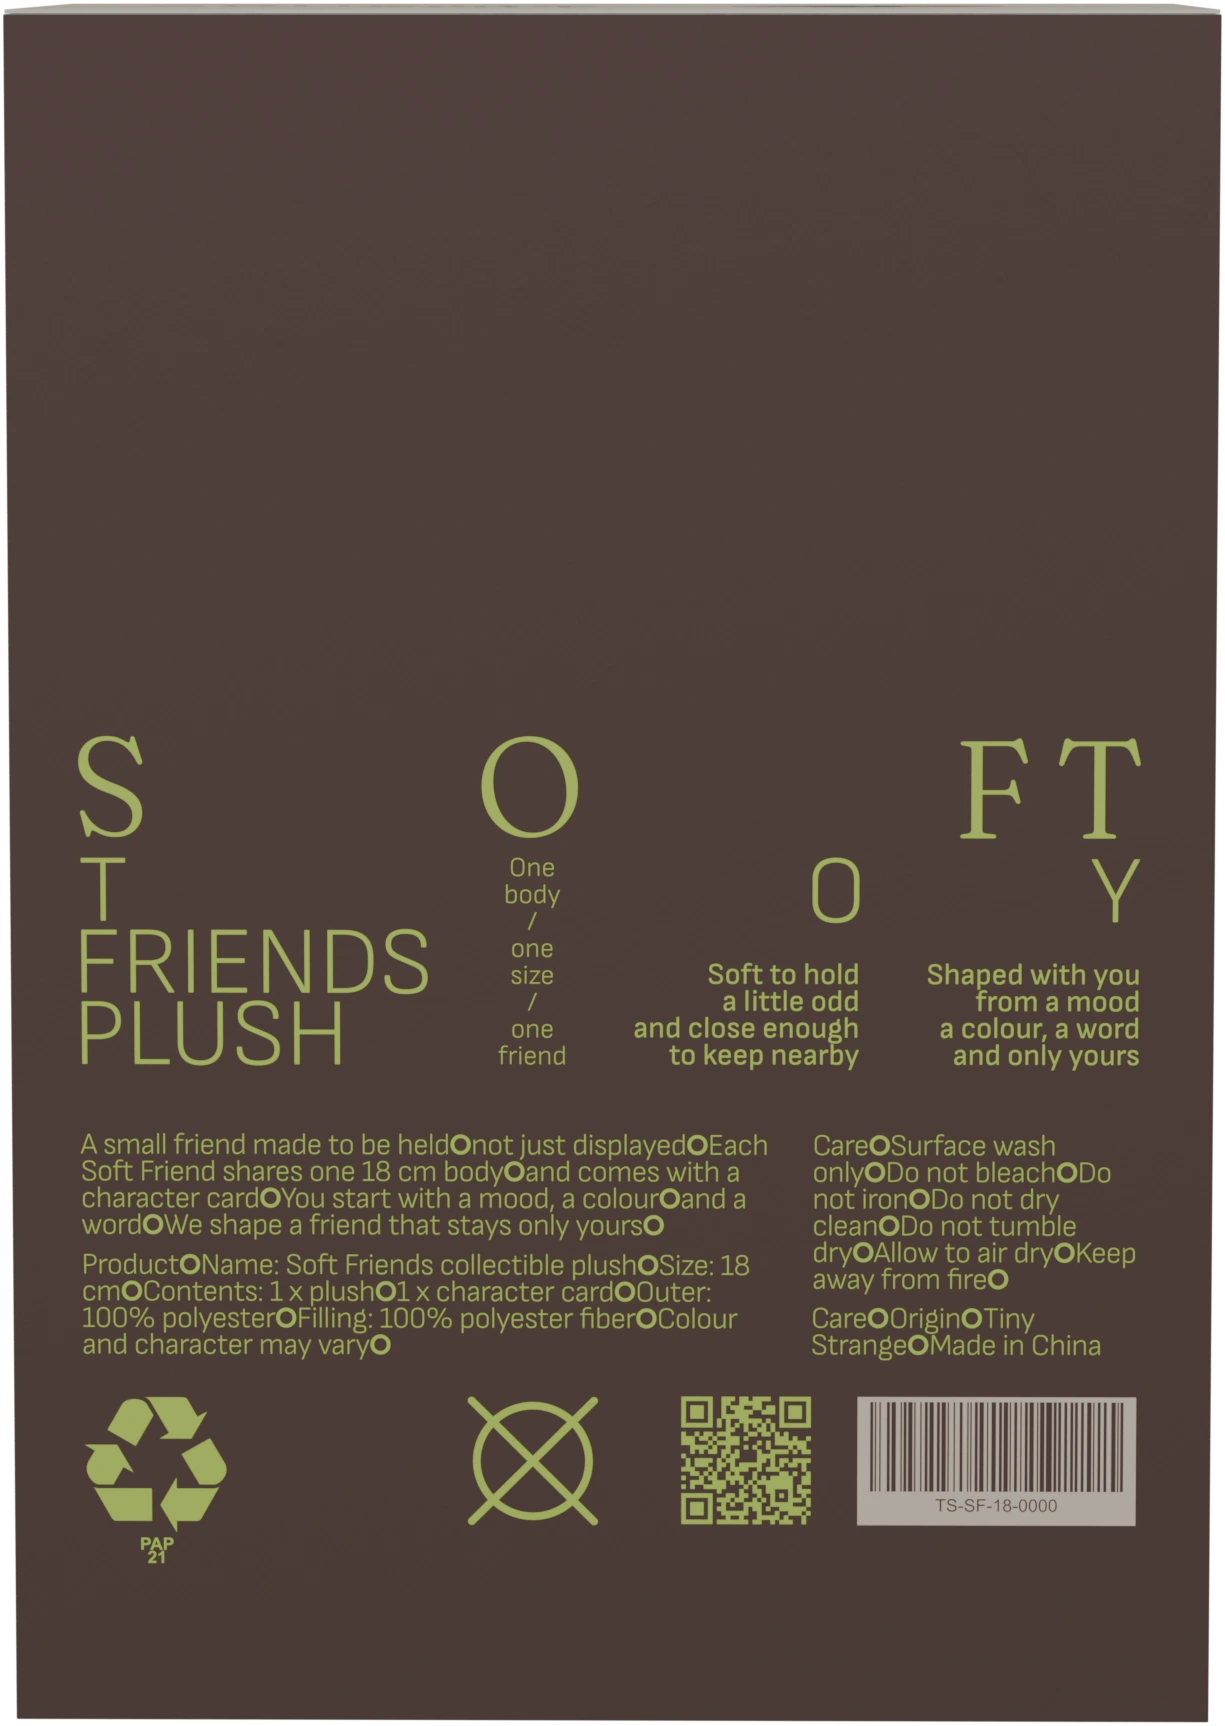 S O FT
T O Y
FRIENDS
PLUSH
One
body
/
one
size
/
one
friend
Soft to hold
a little odd
and close enough
to keep nearby
Shaped with you
from a mood
a colour, a word
and only yours
A small friend made to be heldOnot just displayedOEach
Soft Friend shares one 18 cm bodyOand comes with a
character cardOYou start with a mood, a colourOand a
wordOWe shape a friend that stays only yoursO
ProductOName: Soft Friends collectible plushOSize: 18
cmOContents: 1 x plushO1 x character cardOOuter:
100% polyesterOFilling: 100% polyester fiberOColour
and character may varyO
CareOSurface wash
onlyODo not bleachODo
not ironODo not dry
cleanODo not tumble
dryOAllow to air dryOKeep
away from fireO
CareOOriginOTiny
StrangeOMade in China
PAP
21
TS-SF-18-0000